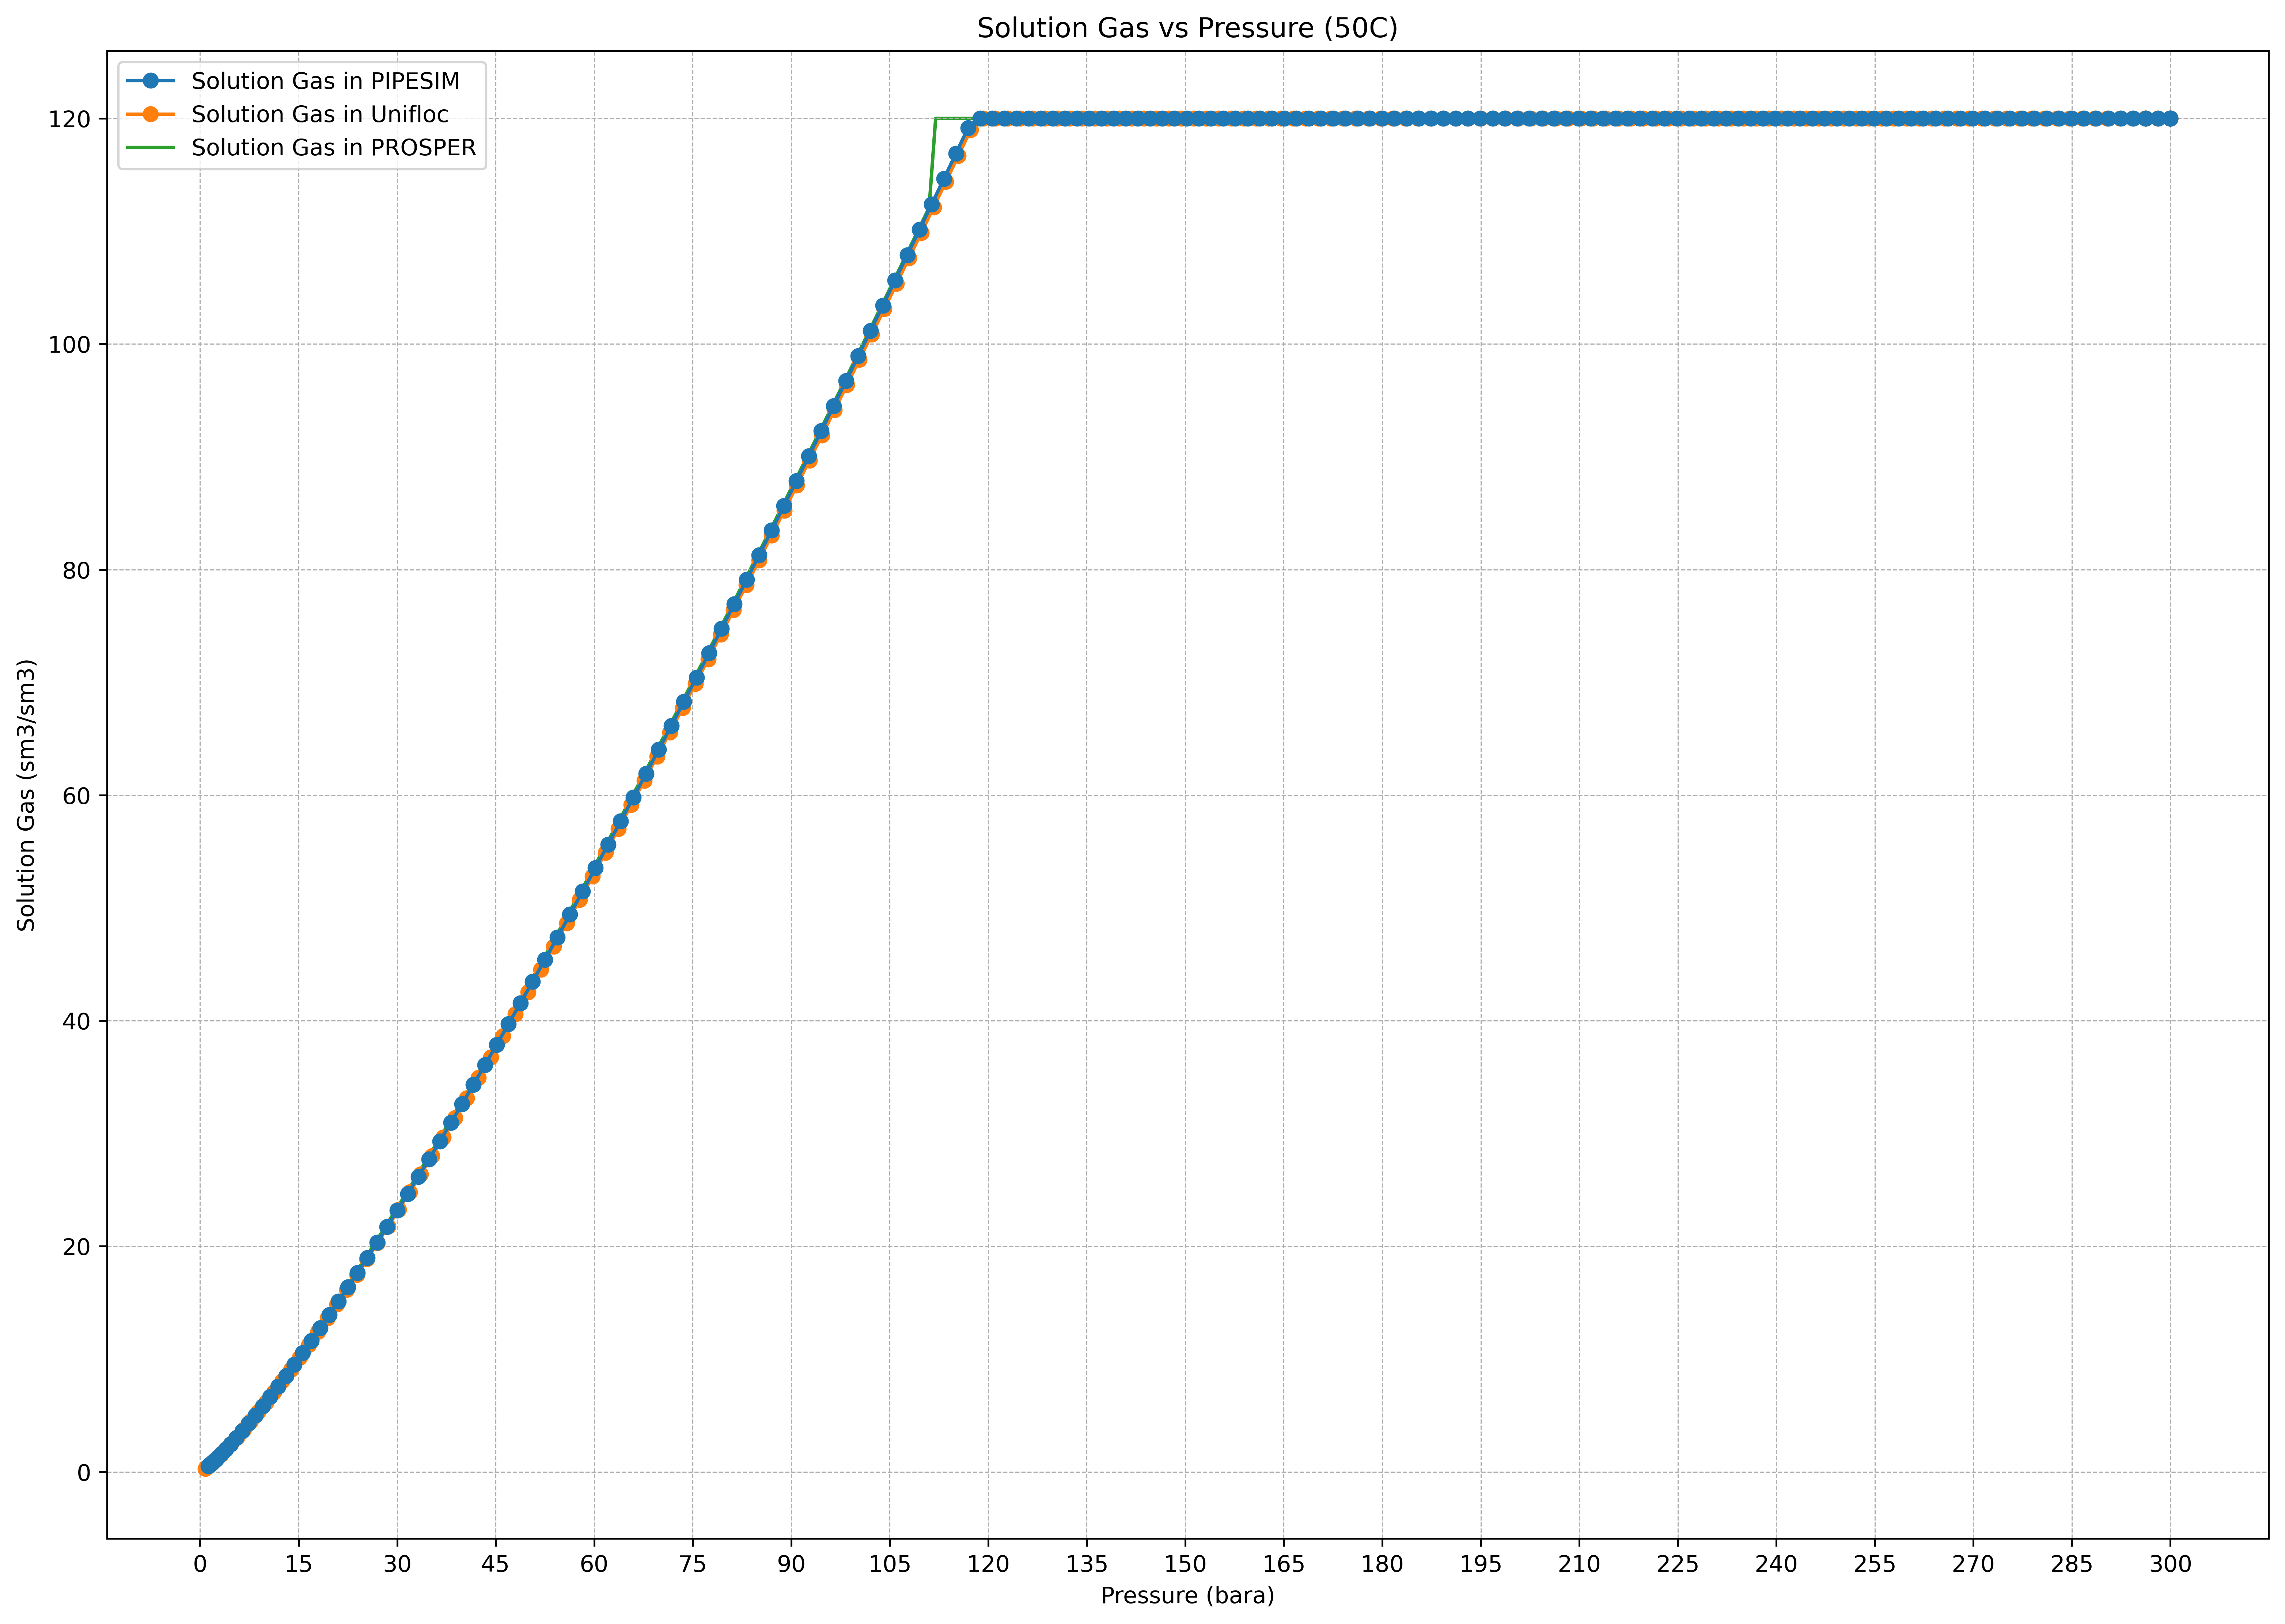 Solution Gas vs Pressure (50C)
Solution Gas in PIPESIM
Solution Gas in Unifloc
Solution Gas in PROSPER
Solution Gas (sm3/sm3)
120
100
80
60
40
20
0
0 15 30 45 60 75 90 105 120 135 150 165 180 195 210 225 240 255 270 285 300
Pressure (bara)